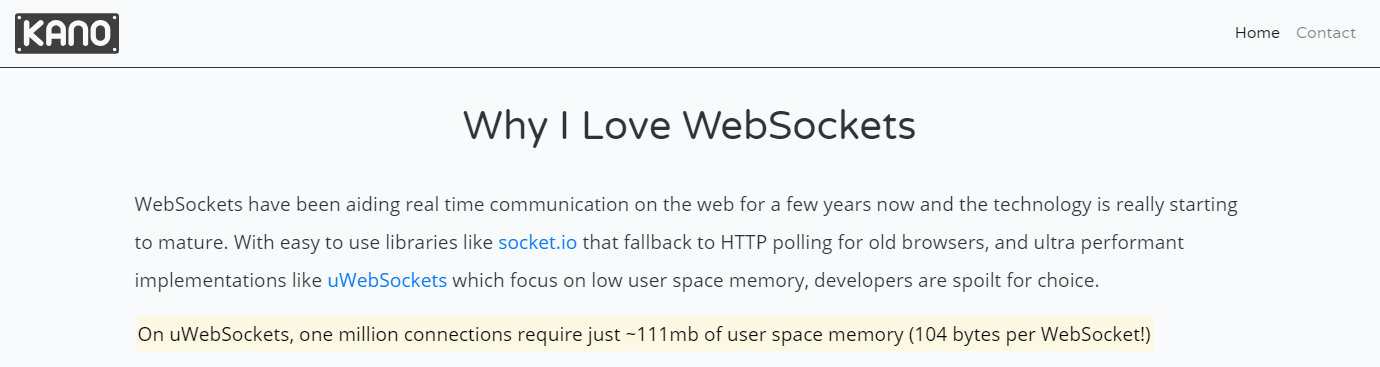 KANO
Home Contact
Why I Love WebSockets
WebSockets have been aiding real time communication on the web for a few years now and the technology is really starting
to mature. With easy to use libraries like socket.io that fallback to HTTP polling for old browsers, and ultra performant
implementations like uWebSockets which focus on low user space memory, developers are spoilt for choice.
On uWebSockets, one million connections require just ~111mb of user space memory (104 bytes per WebSocket!)